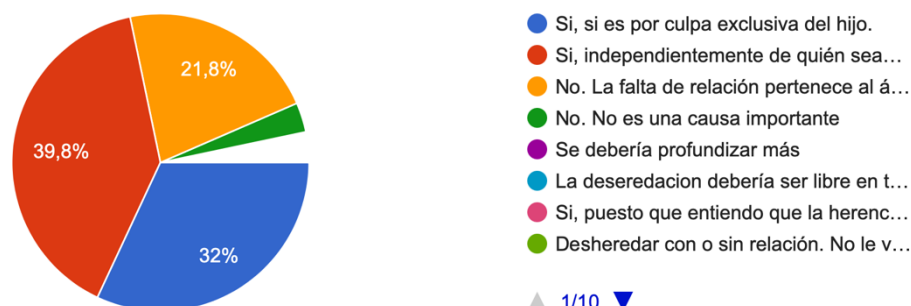 21,8%
39,8%
32%
Si, si es por culpa exclusiva del hijo.
Si, independientemente de quién sea…
No. La falta de relación pertenece al á…
No. No es una causa importante
Se debería profundizar más
La deseredacion debería ser libre en t…
Si, puesto que entiendo que la herenc…
Desheredar con o sin relación. No le v…
1/10